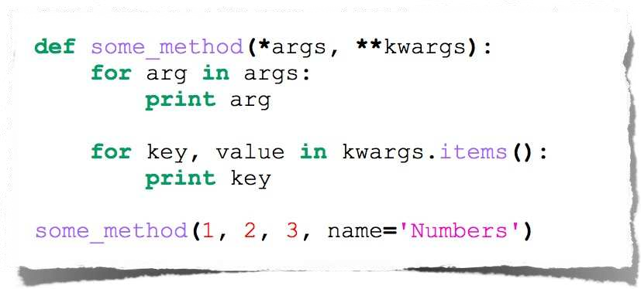 def some_method(*args, **kwargs):
    for arg in args:
        print arg

    for key, value in kwargs.items():
        print key

some_method(1, 2, 3, name='Numbers')